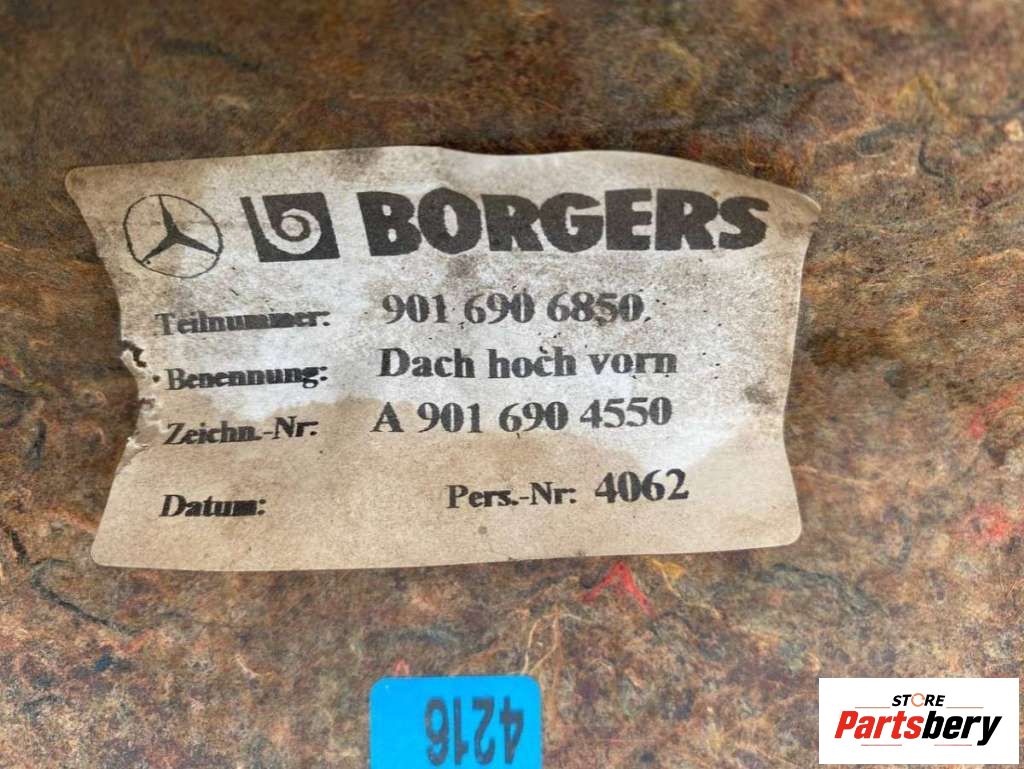 BORGERS
Teilnummer: 901 690 6850
Benennung: Dach hoch vorn
Zeichn.-Nr: A 901 690 4550
Datum: Pers.-Nr: 4062
4216
STORE
Partsbery